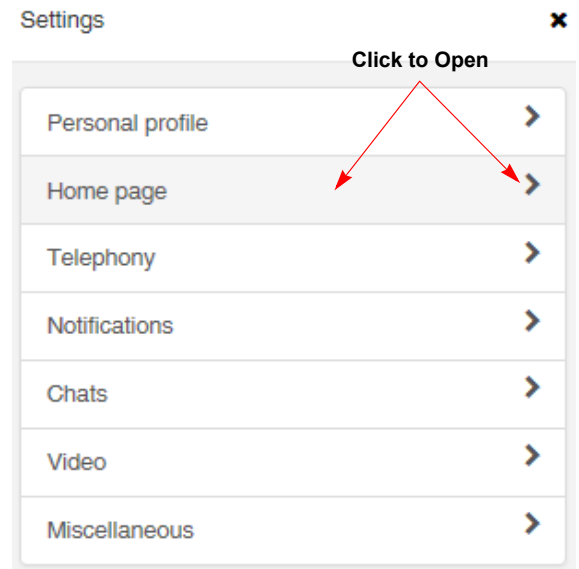 Settings
Click to Open
Personal profile
Home page
Telephony
Notifications
Chats
Video
Miscellaneous